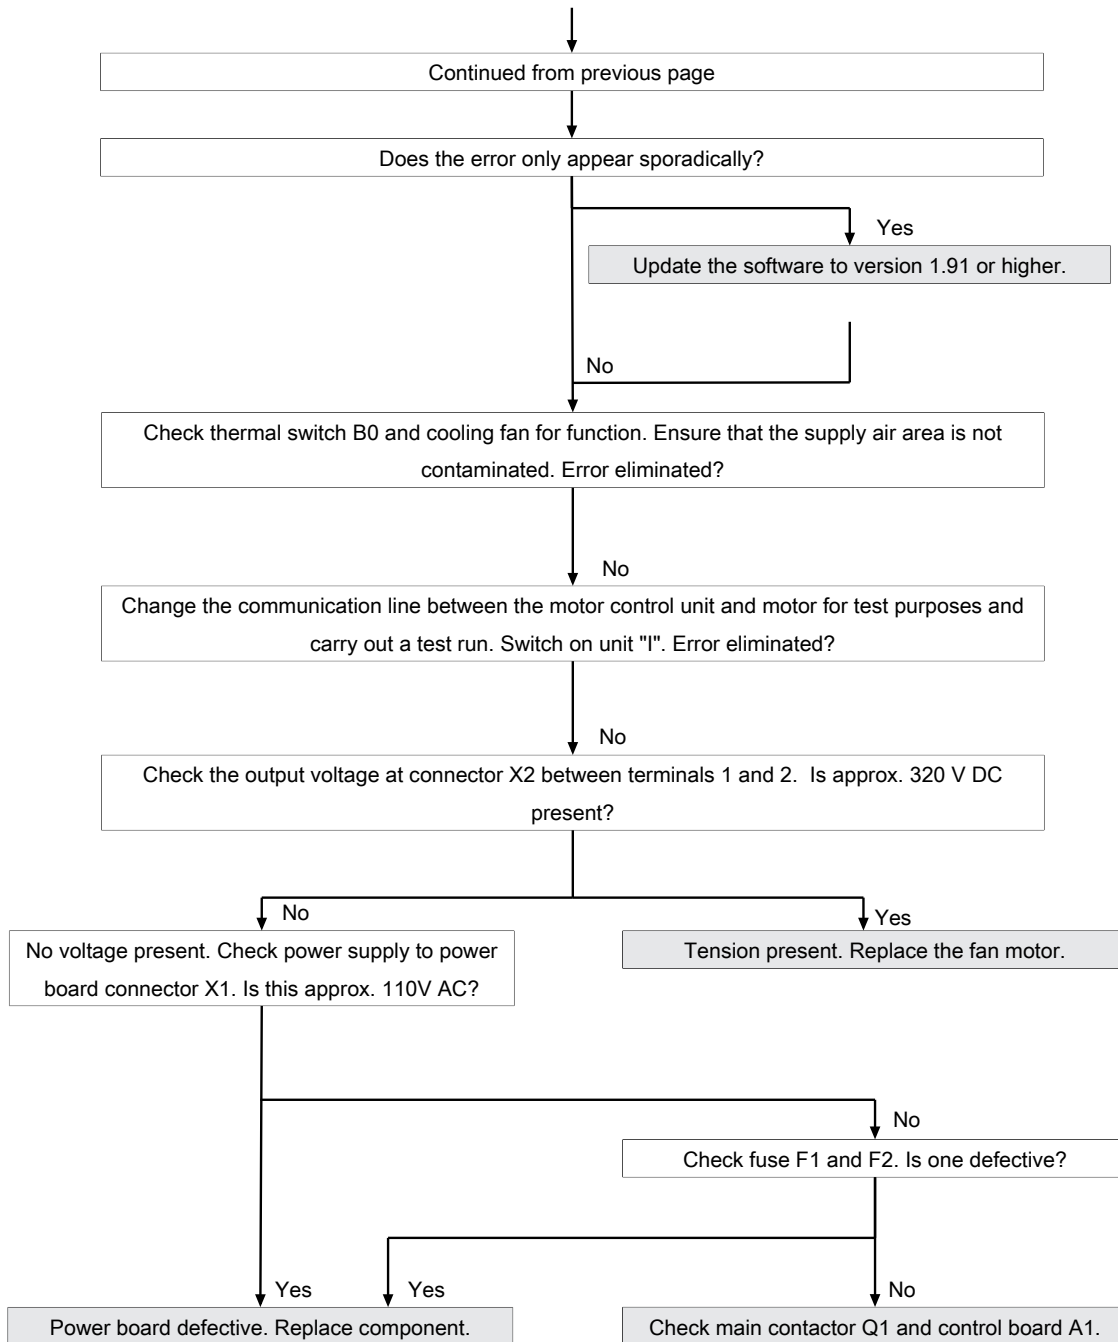 Continued from previous page
Does the error only appear sporadically?
Yes
Update the software to version 1.91 or higher.
No
Check thermal switch B0 and cooling fan for function. Ensure that the supply air area is not
contaminated. Error eliminated?
No
Change the communication line between the motor control unit and motor for test purposes and
carry out a test run. Switch on unit "I". Error eliminated?
No
Check the output voltage at connector X2 between terminals 1 and 2.  Is approx. 320 V DC
present?
No
Yes
No voltage present. Check power supply to power
board connector X1. Is this approx. 110V AC?
Tension present. Replace the fan motor.
No
Check fuse F1 and F2. Is one defective?
Yes
Yes
No
Power board defective. Replace component.
Check main contactor Q1 and control board A1.